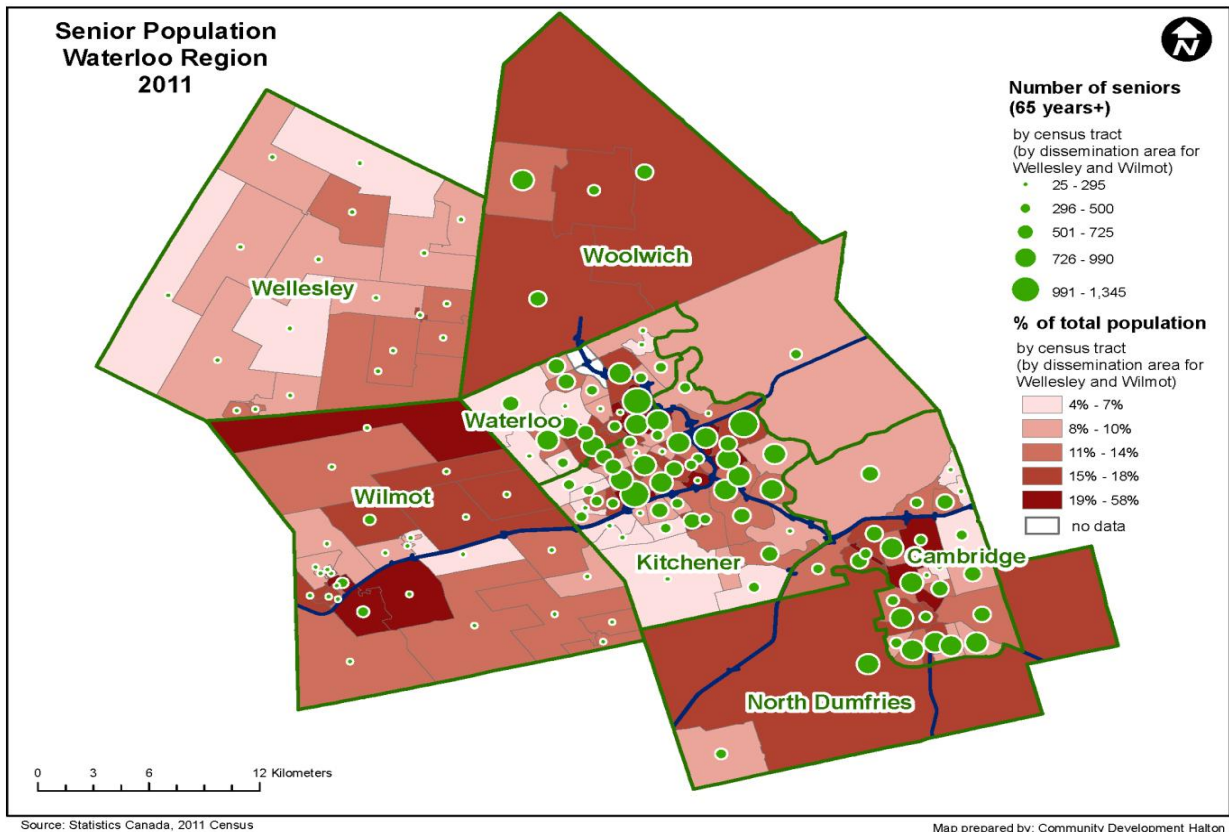 Senior Population
Waterloo Region
2011
N
Number of seniors
(65 years+)
by census tract
(by dissemination area for
Wellesley and Wilmot)
25 - 295
296 - 500
501 - 725
726 - 990
991 - 1,345
% of total population
by census tract
(by dissemination area for
Wellesley and Wilmot)
4% - 7%
8% - 10%
11% - 14%
15% - 18%
19% - 58%
no data
Woolwich
Wellesley
Waterloo
Wilmot
Kitchener
Cambridge
North Dumfries
0 3 6 12 Kilometers
Source: Statistics Canada, 2011 Census
Map prepared by: Community Development Halton